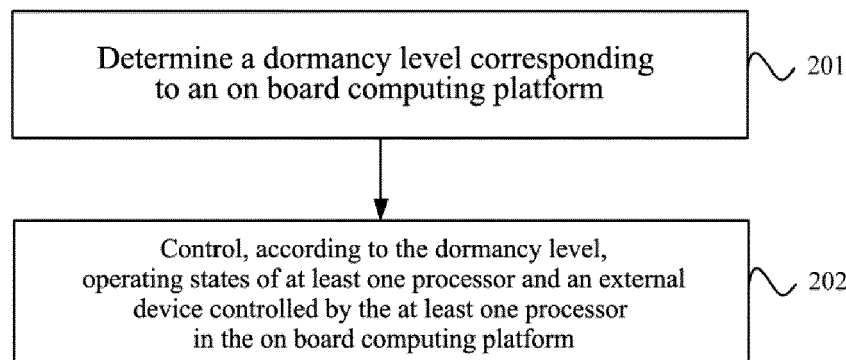 Determine a dormancy level corresponding
to an on board computing platform
201
Control, according to the dormancy level,
operating states of at least one processor and an external
device controlled by the at least one processor
in the on board computing platform
202